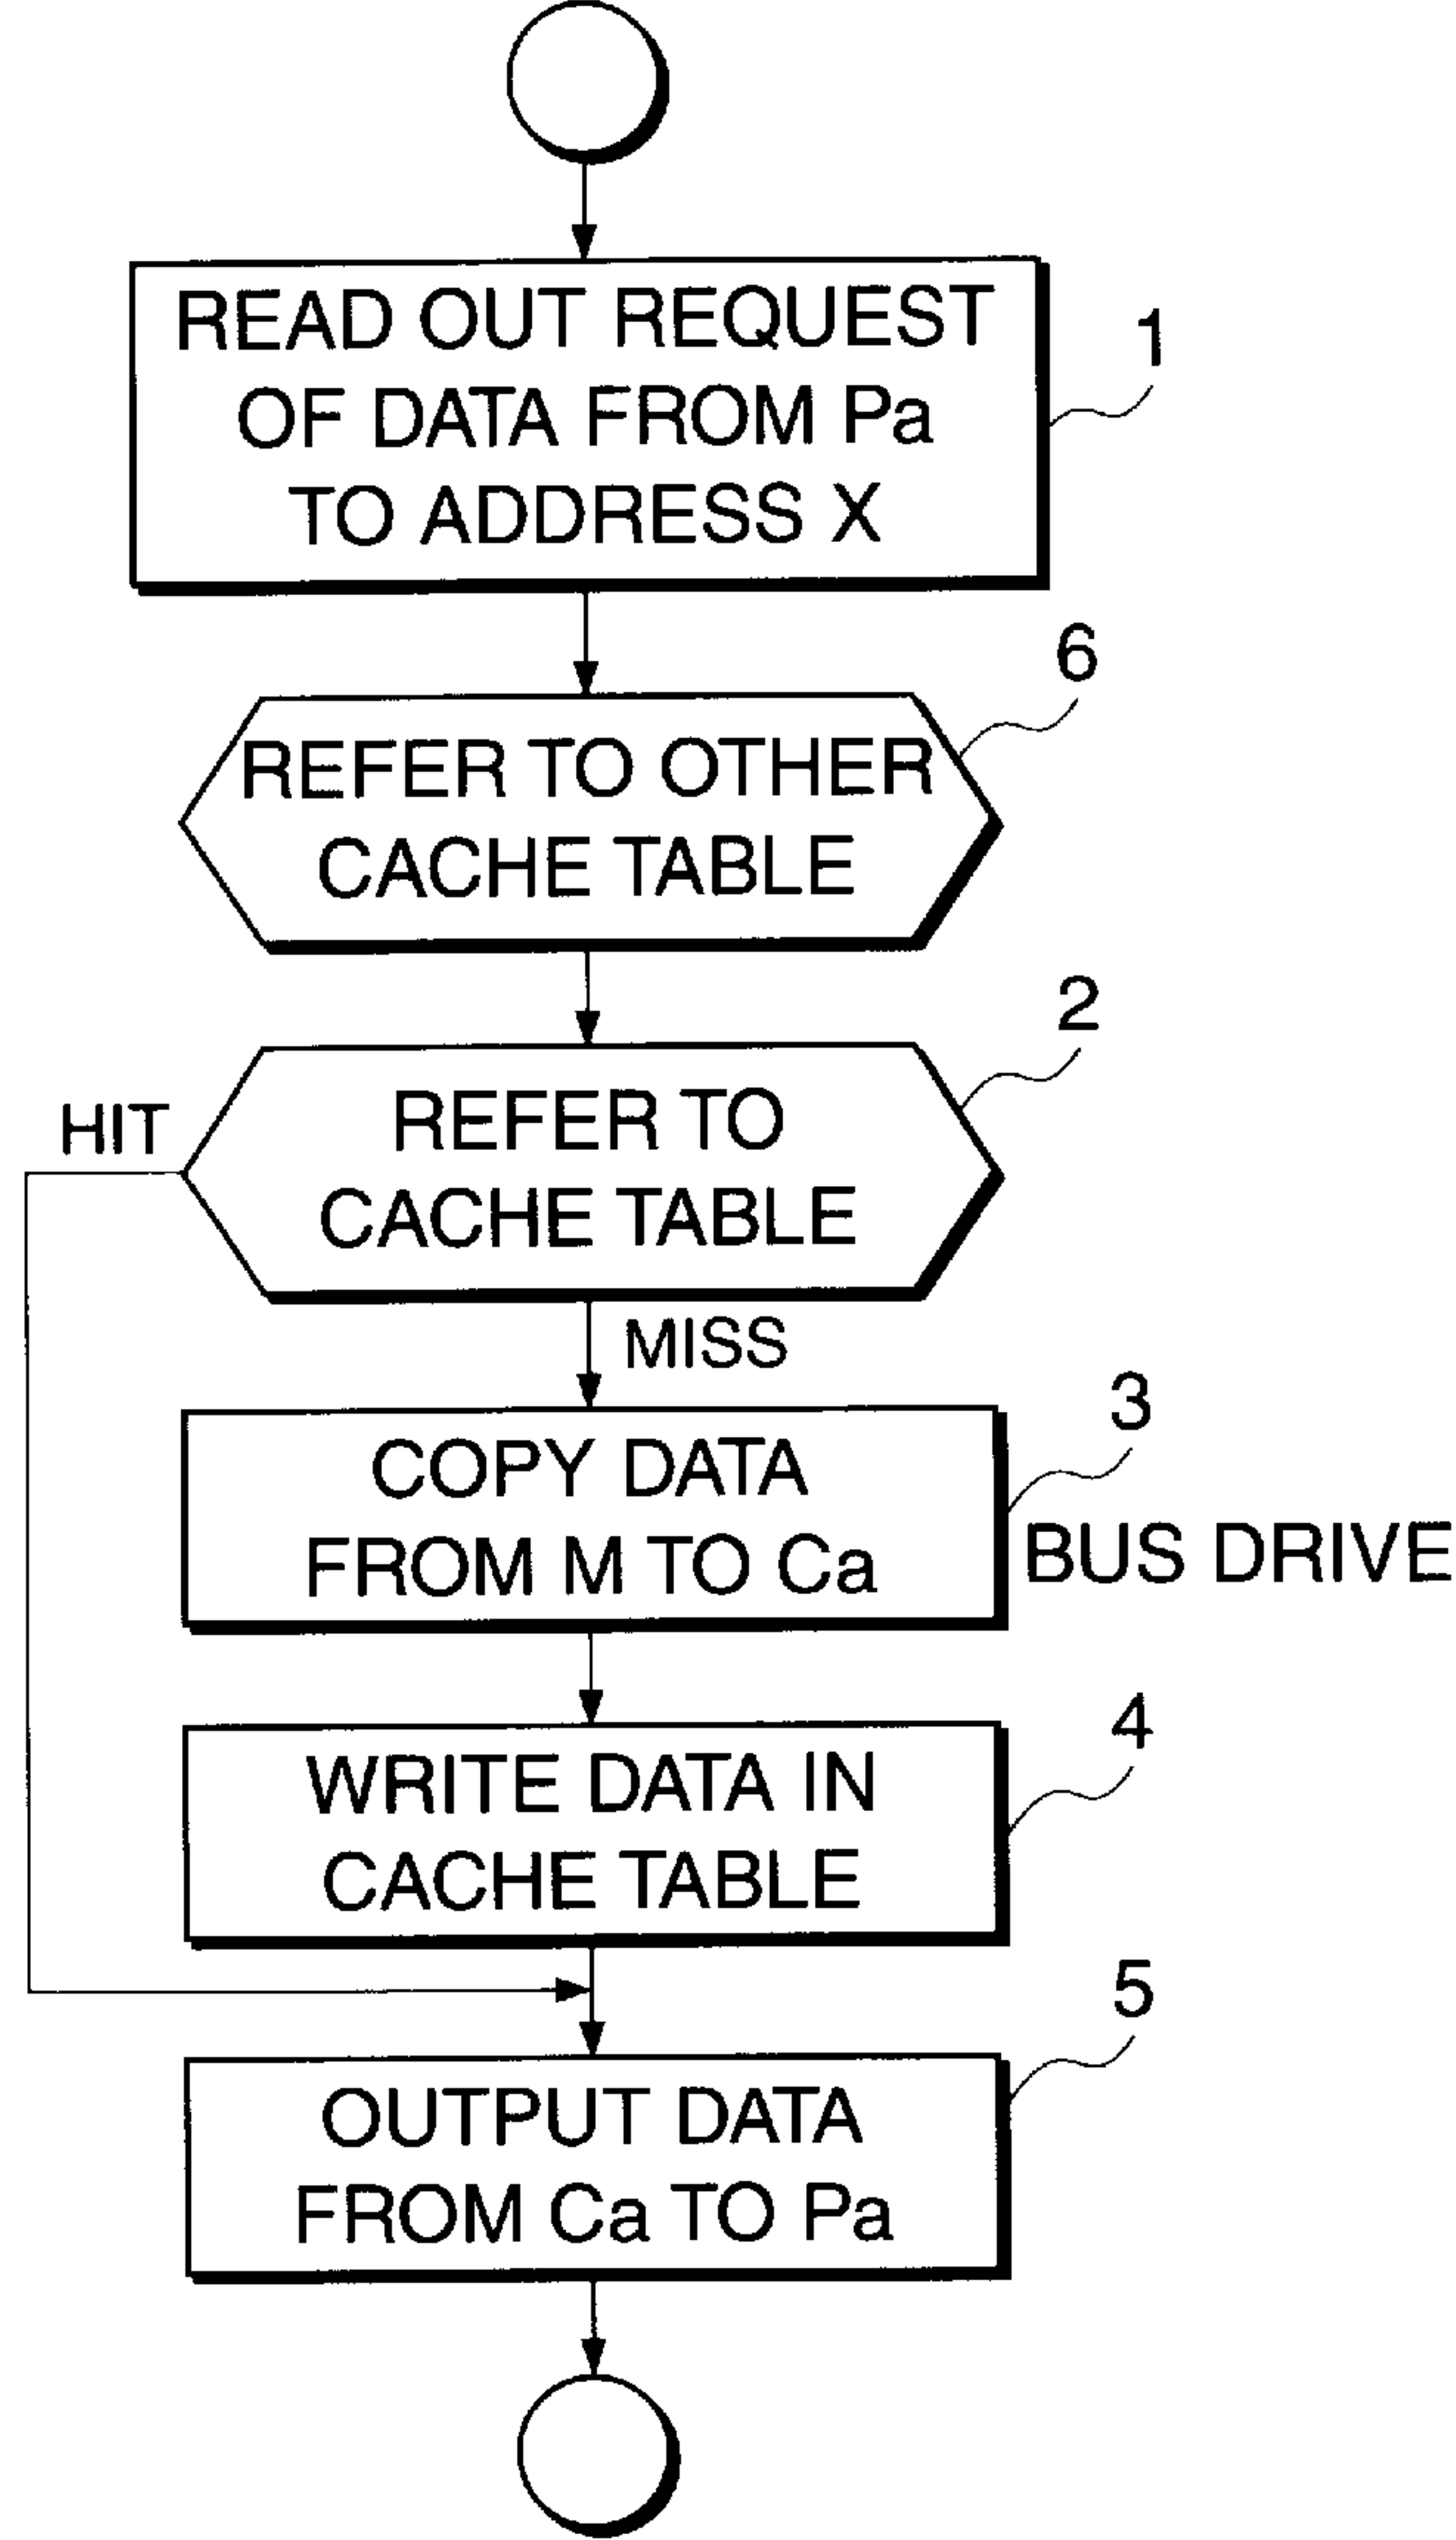 READ OUT REQUEST
OF DATA FROM Pa
TO ADDRESS X
1
REFER TO OTHER
CACHE TABLE
6
REFER TO
CACHE TABLE
2
HIT
MISS
COPY DATA
FROM M TO Ca
3
BUS DRIVE
WRITE DATA IN
CACHE TABLE
4
OUTPUT DATA
FROM Ca TO Pa
5